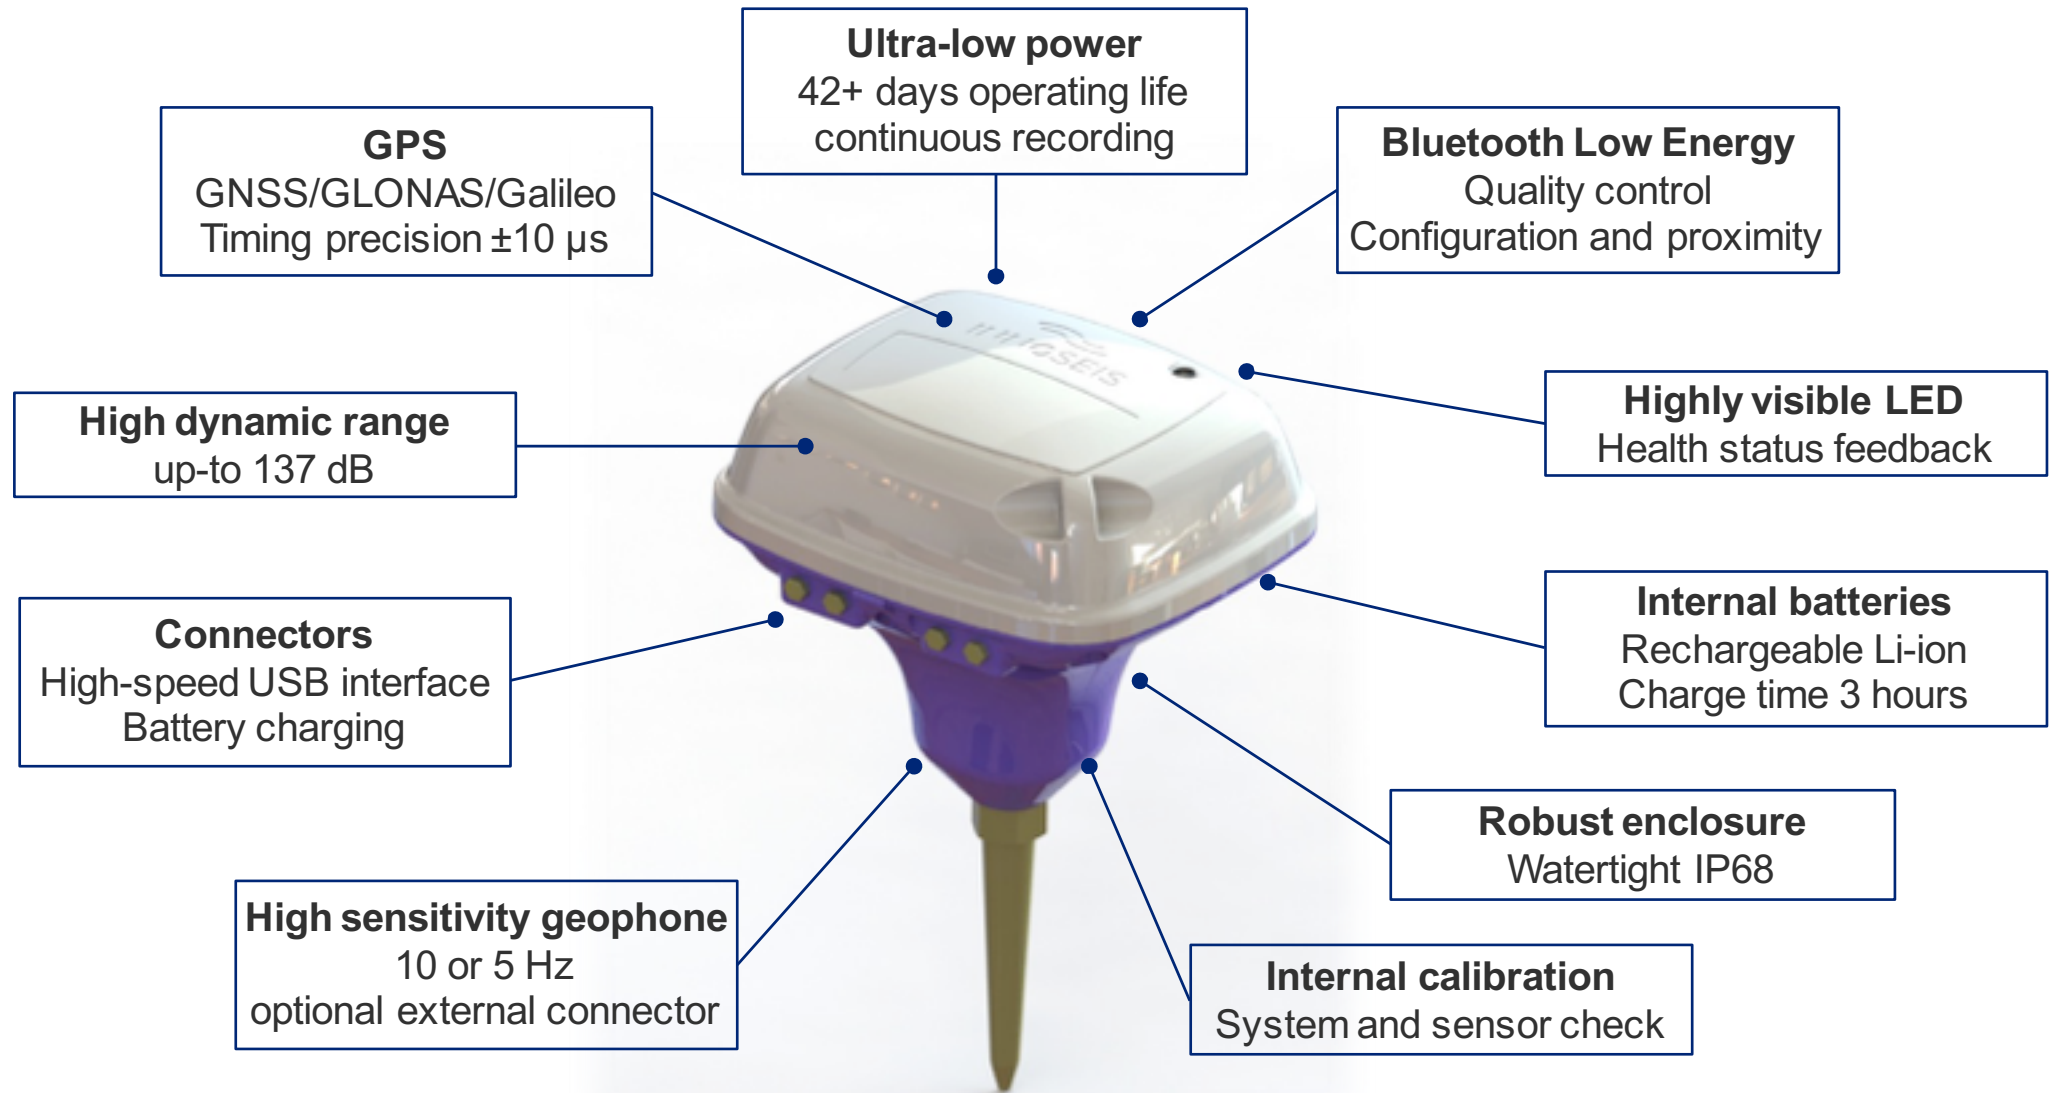 Ultra-low power
42+ days operating life
continuous recording
GPS
GNSS/GLONAS/Galileo
Timing precision ±10 µs
Bluetooth Low Energy
Quality control
Configuration and proximity
High dynamic range
up-to 137 dB
Highly visible LED
Health status feedback
Connectors
High-speed USB interface
Battery charging
Internal batteries
Rechargeable Li-ion
Charge time 3 hours
Robust enclosure
Watertight IP68
High sensitivity geophone
10 or 5 Hz
optional external connector
Internal calibration
System and sensor check